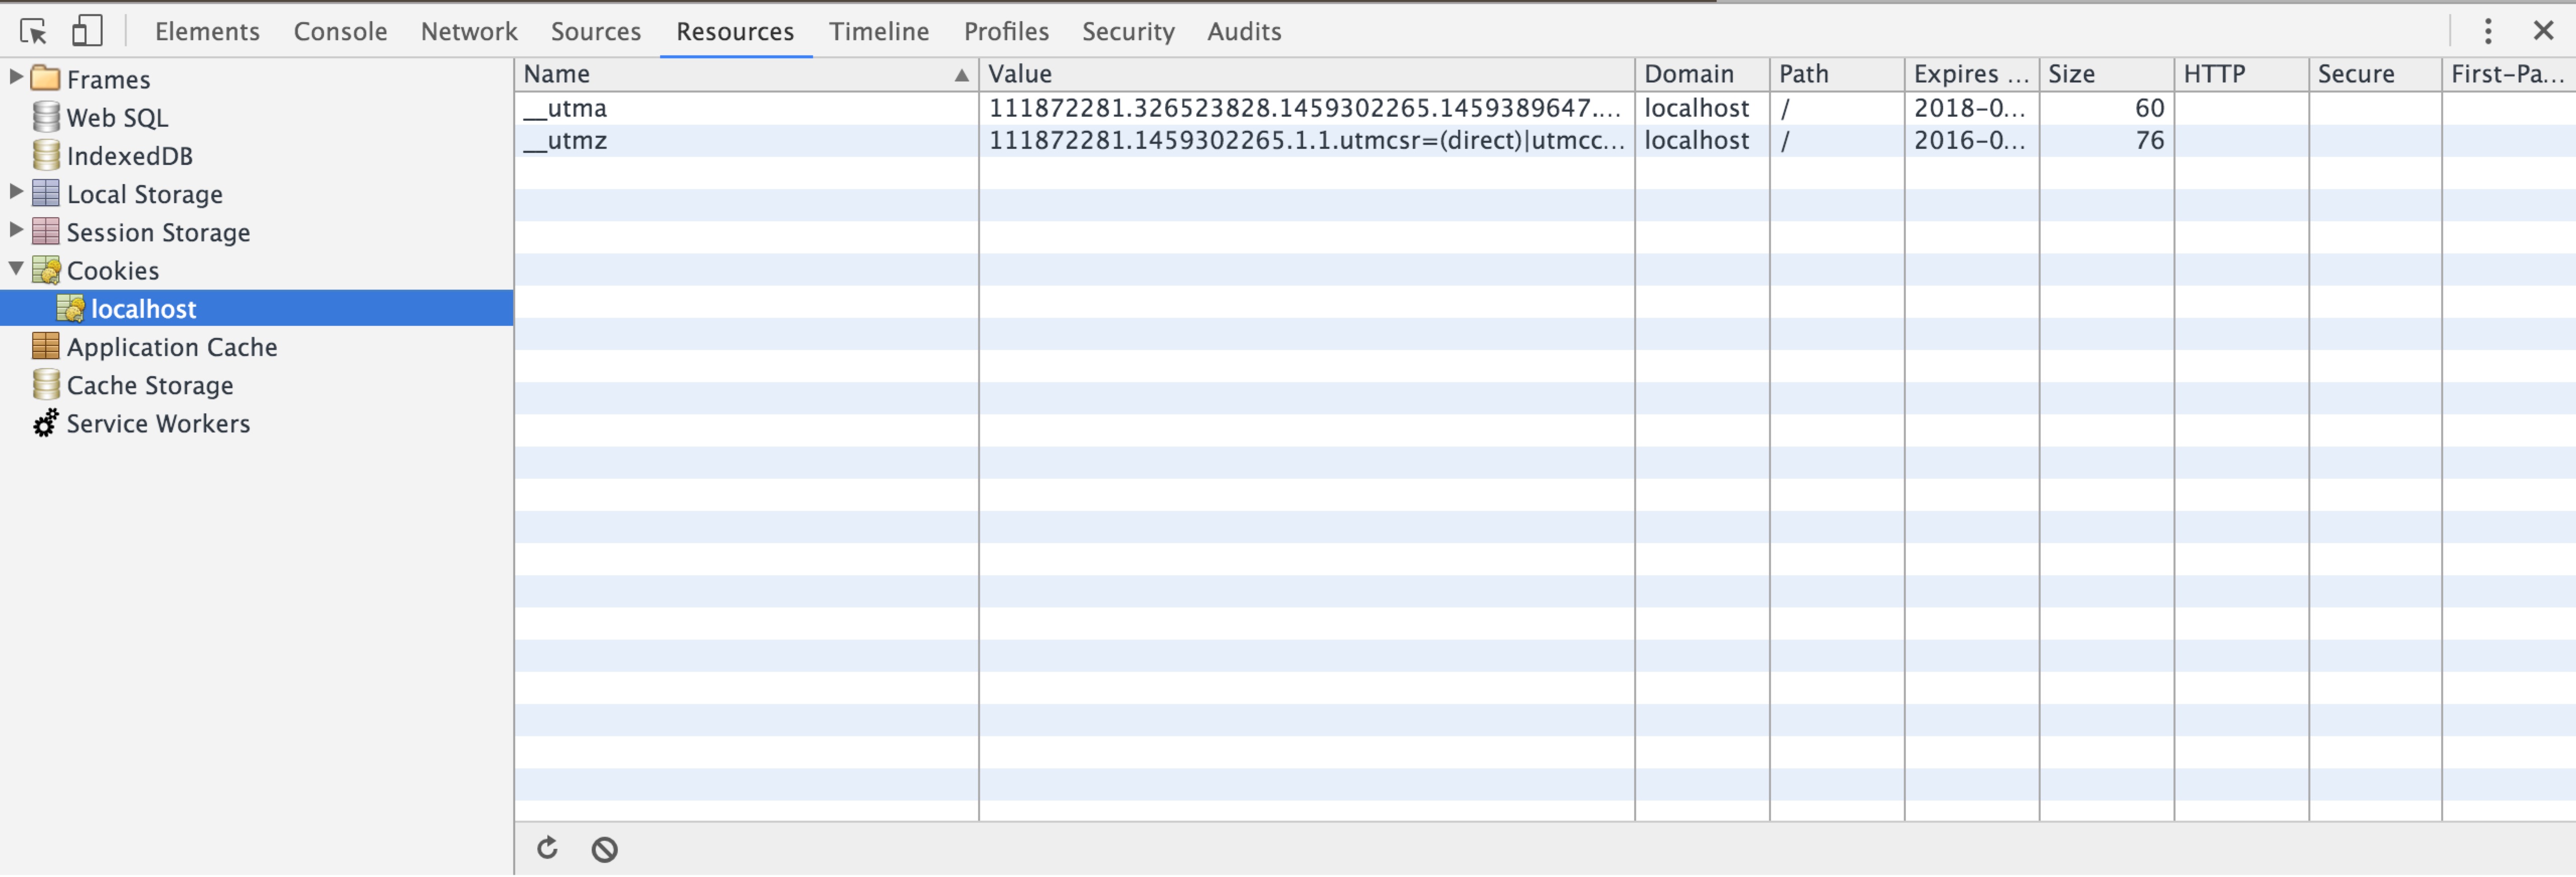 Elements Console Network Sources Resources Timeline Profiles Security Audits
Frames
Web SQL
IndexedDB
Local Storage
Session Storage
Cookies
localhost
Application Cache
Cache Storage
Service Workers
Name Value Domain Path Expires ... Size HTTP Secure First-Pa...
__utma 111872281.326523828.1459302265.1459389647.... localhost / 2018-0... 60
__utmz 111872281.1459302265.1.1.utmcsr=(direct)|utmcc... localhost / 2016-0... 76